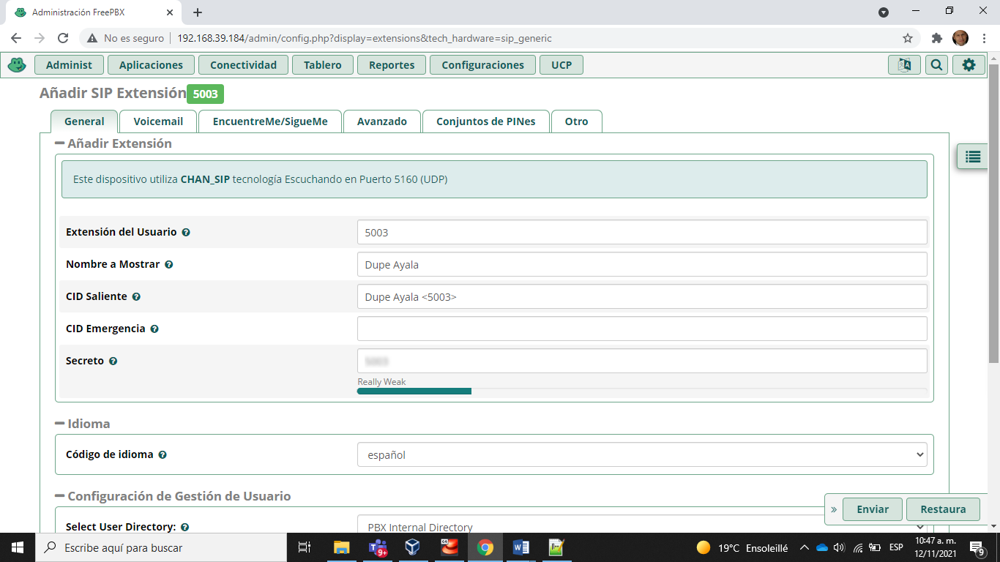 Administración FreePBX
No es seguro
192.168.39.184/admin/config.php?display=extensions&tech_hardware=sip_generic
Administ Aplicaciones Conectividad Tablero Reportes Configuraciones UCP
Añadir SIP Extensión 5003
General Voicemail EncuentreMe/SigueMe Avanzado Conjuntos de PINes Otro
Añadir Extensión
Este dispositivo utiliza CHAN_SIP tecnología Escuchando en Puerto 5160 (UDP)
Extensión del Usuario 5003
Nombre a Mostrar Dupe Ayala
CID Saliente Dupe Ayala <5003>
CID Emergencia
Secreto
Really Weak
Idioma
Código de idioma español
Configuración de Gestión de Usuario
Enviar Restaura
Select User Directory: PBX Internal Directory
Escribe aquí para buscar
19°C Ensoleillé
ESP
10:47 a. m.
12/11/2021
9+
9